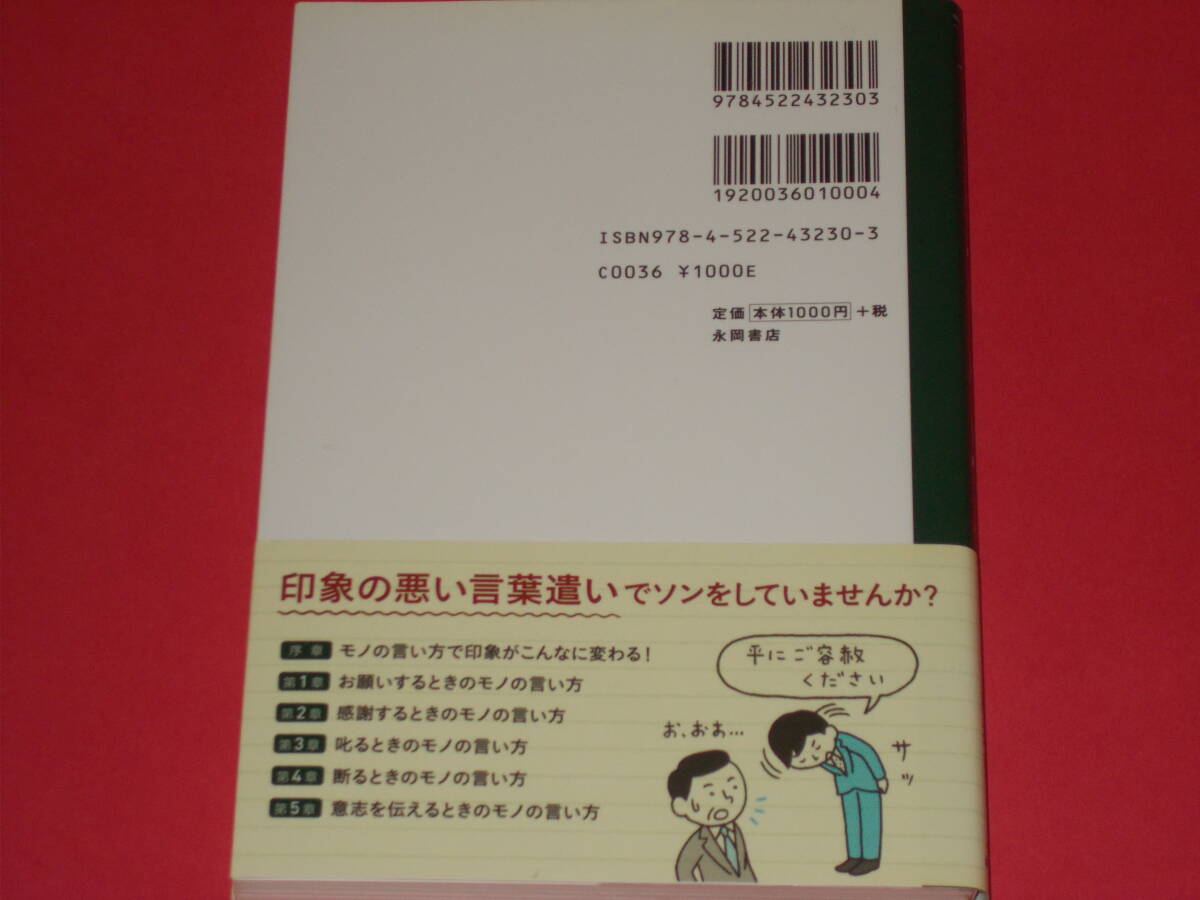 9784522432303
1920036010004
ISBN978-4-522-43230-3
C0036 ¥1000E
定価 本体1000円 +税
永岡書店
印象の悪い言葉遣いでソンをしていませんか?
序章 モノの言い方で印象がこんなに変わる!
第1章 お願いするときのモノの言い方
第2章 感謝するときのモノの言い方
第3章 叱るときのモノの言い方
第4章 断るときのモノの言い方
第5章 意志を伝えるときのモノの言い方
平にご容赦
ください
お、おぉ…
サッ